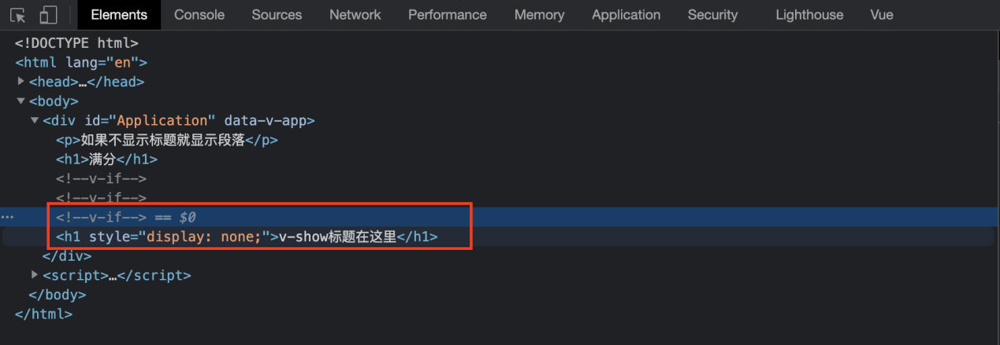 Elements Console Sources Network Performance Memory Application Security Lighthouse Vue
<!DOCTYPE html>
<html lang="en">
<head>…</head>
<body>
<div id="Application" data-v-app>
<p>如果不显示标题就显示段落</p>
<h1>满分</h1>
<!--v-if-->
<!--v-if-->
<!--v-if--> == $0
<h1 style="display: none;">v-show标题在这里</h1>
</div>
<script>…</script>
</body>
</html>